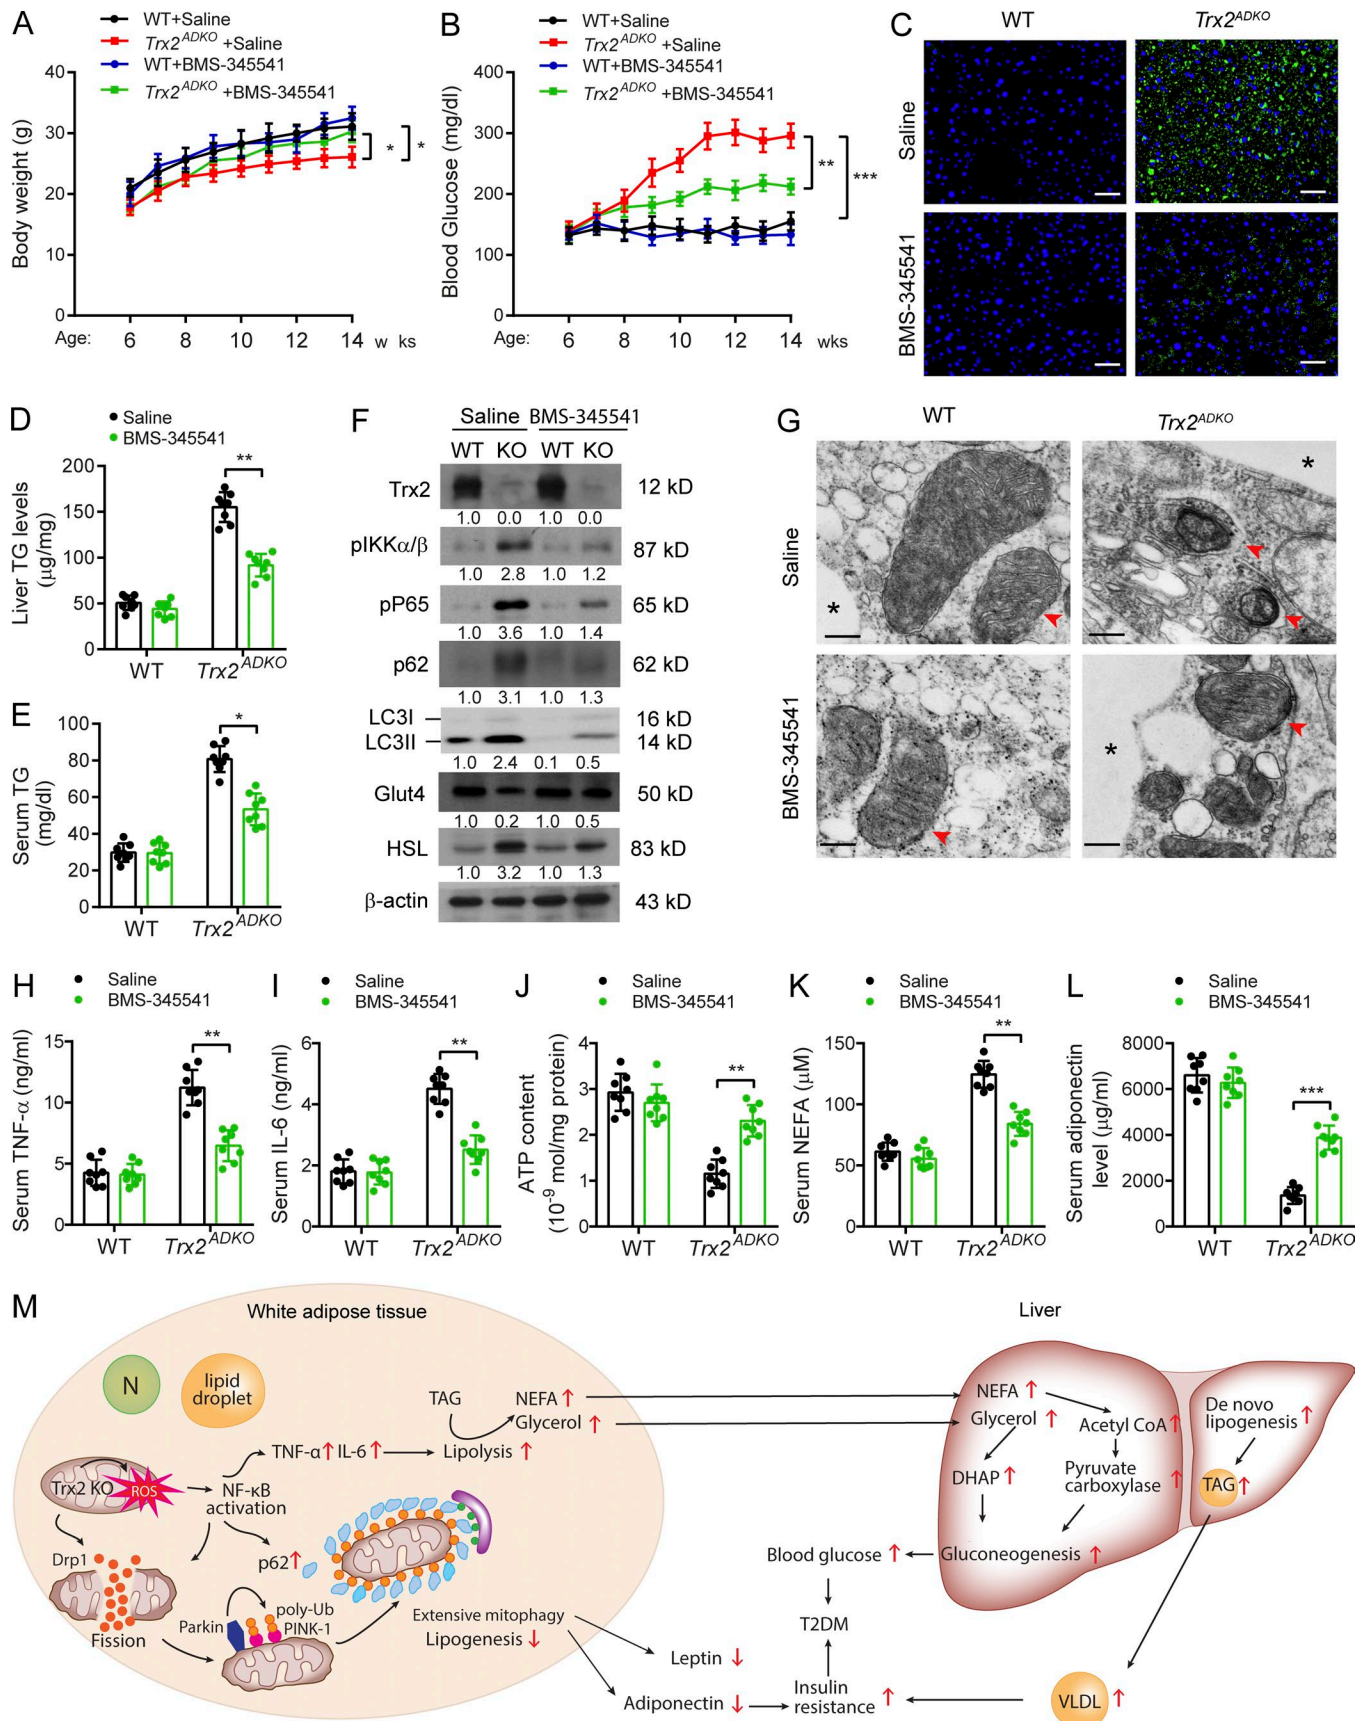 A
WT+Saline
Trx2ᴬᴰᴷᴼ +Saline
WT+BMS-345541
Trx2ᴬᴰᴷᴼ +BMS-345541
Body weight (g)
40
30
20
10
0
*
*
Age: 6 8 10 12 14 w ks
B
WT+Saline
Trx2ᴬᴰᴷᴼ +Saline
WT+BMS-345541
Trx2ᴬᴰᴷᴼ +BMS-345541
Blood Glucose (mg/dl)
400
300
200
100
0
**
***
Age: 6 8 10 12 14 wks
C
WT Trx2ᴬᴰᴷᴼ
Saline
BMS-345541
D
Saline
BMS-345541
Liver TG levels
(µg/mg)
200
150
100
50
0
**
WT Trx2ᴬᴰᴷᴼ
E
Serum TG
(mg/dl)
100
80
60
40
20
0
*
WT Trx2ᴬᴰᴷᴼ
F
Saline BMS-345541
WT KO WT KO
Trx2 12 kD
1.0 0.0 1.0 0.0
pIKKα/β 87 kD
1.0 2.8 1.0 1.2
pP65 65 kD
1.0 3.6 1.0 1.4
p62 62 kD
1.0 3.1 1.0 1.3
LC3I 16 kD
LC3II 14 kD
1.0 2.4 0.1 0.5
Glut4 50 kD
1.0 0.2 1.0 0.5
HSL 83 kD
1.0 3.2 1.0 1.3
β-actin 43 kD
G
WT Trx2ᴬᴰᴷᴼ
Saline
*
*
BMS-345541
*
H
Saline
BMS-345541
Serum TNF-α (ng/ml)
15
10
5
0
**
WT Trx2ᴬᴰᴷᴼ
I
Saline
BMS-345541
Serum IL-6 (ng/ml)
6
4
2
0
**
WT Trx2ᴬᴰᴷᴼ
J
Saline
BMS-345541
ATP content
(10⁻⁹ mol/mg protein)
4
3
2
1
0
**
WT Trx2ᴬᴰᴷᴼ
K
Saline
BMS-345541
Serum NEFA (µM)
150
100
50
0
**
WT Trx2ᴬᴰᴷᴼ
L
Saline
BMS-345541
Serum adiponectin
level (µg/ml)
8000
6000
4000
2000
0
***
WT Trx2ᴬᴰᴷᴼ
M
White adipose tissue
Liver
N
lipid
droplet
TAG
NEFA ↑
Glycerol ↑
TNF-α↑ IL-6 ↑
Lipolysis ↑
Trx2 KO
ROS
NF-κB
activation
p62↑
Drp1
Fission
Parkin
poly-Ub
PINK-1
Extensive mitophagy
Lipogenesis ↓
Leptin ↓
Adiponectin ↓
Insulin
resistance ↑
T2DM
Blood glucose ↑
NEFA ↑
Glycerol ↑
Acetyl CoA↑
DHAP ↑
Pyruvate
carboxylase ↑
Gluconeogenesis ↑
De novo
lipogenesis ↑
TAG ↑
VLDL ↑